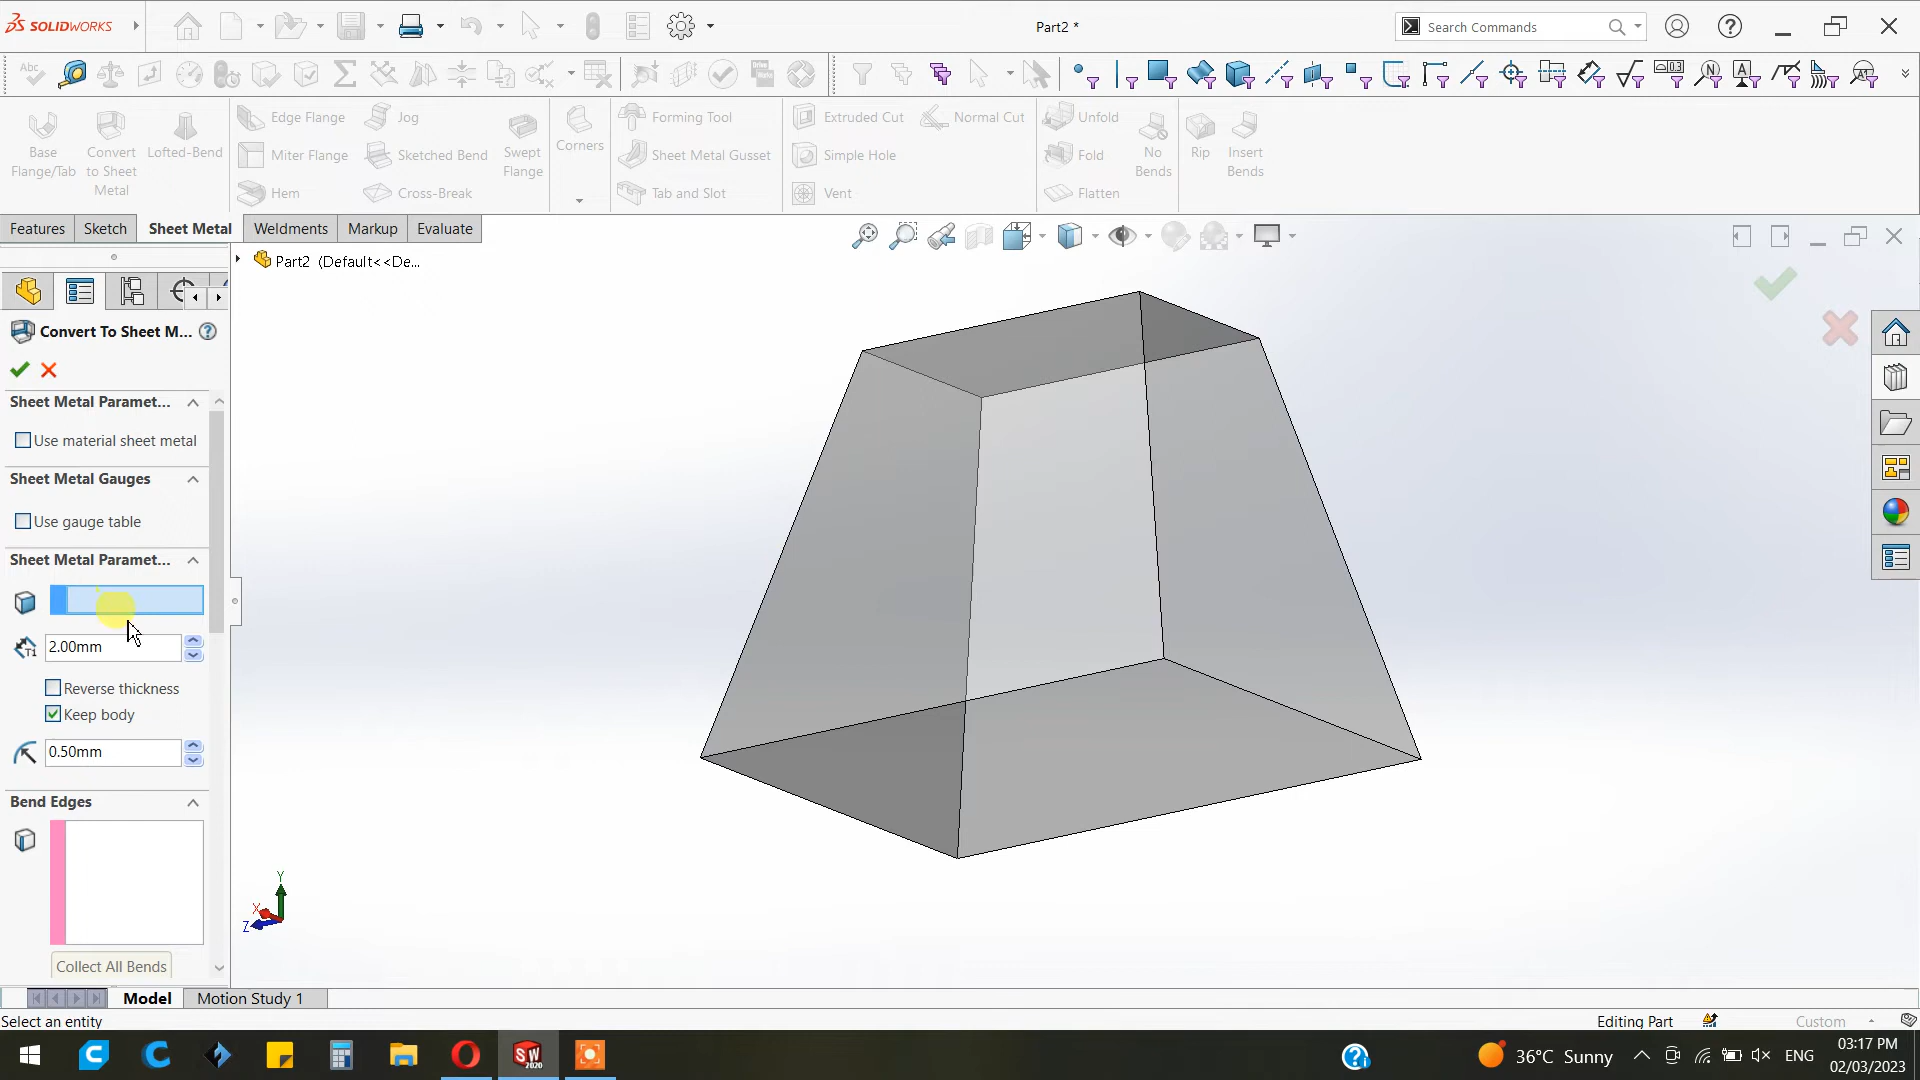 SOLIDWORKS
Part2 *
Search Commands
Abc
Base Flange/Tab
Convert to Sheet Metal
Lofted-Bend
Edge Flange
Miter Flange
Hem
Jog
Sketched Bend
Cross-Break
Swept Flange
Corners
Forming Tool
Sheet Metal Gusset
Tab and Slot
Extruded Cut
Simple Hole
Vent
Normal Cut
Unfold
Fold
Flatten
No Bends
Rip
Insert Bends
Features
Sketch
Sheet Metal
Weldments
Markup
Evaluate
Part2 (Default<<De...
Convert To Sheet M...
Sheet Metal Paramet...
Use material sheet metal
Sheet Metal Gauges
Use gauge table
Sheet Metal Paramet...
2.00mm
Reverse thickness
Keep body
0.50mm
Bend Edges
Collect All Bends
Y
X
Z
Model
Motion Study 1
Select an entity
Editing Part
Custom
SW
2020
36°C Sunny
ENG
03:17 PM
02/03/2023